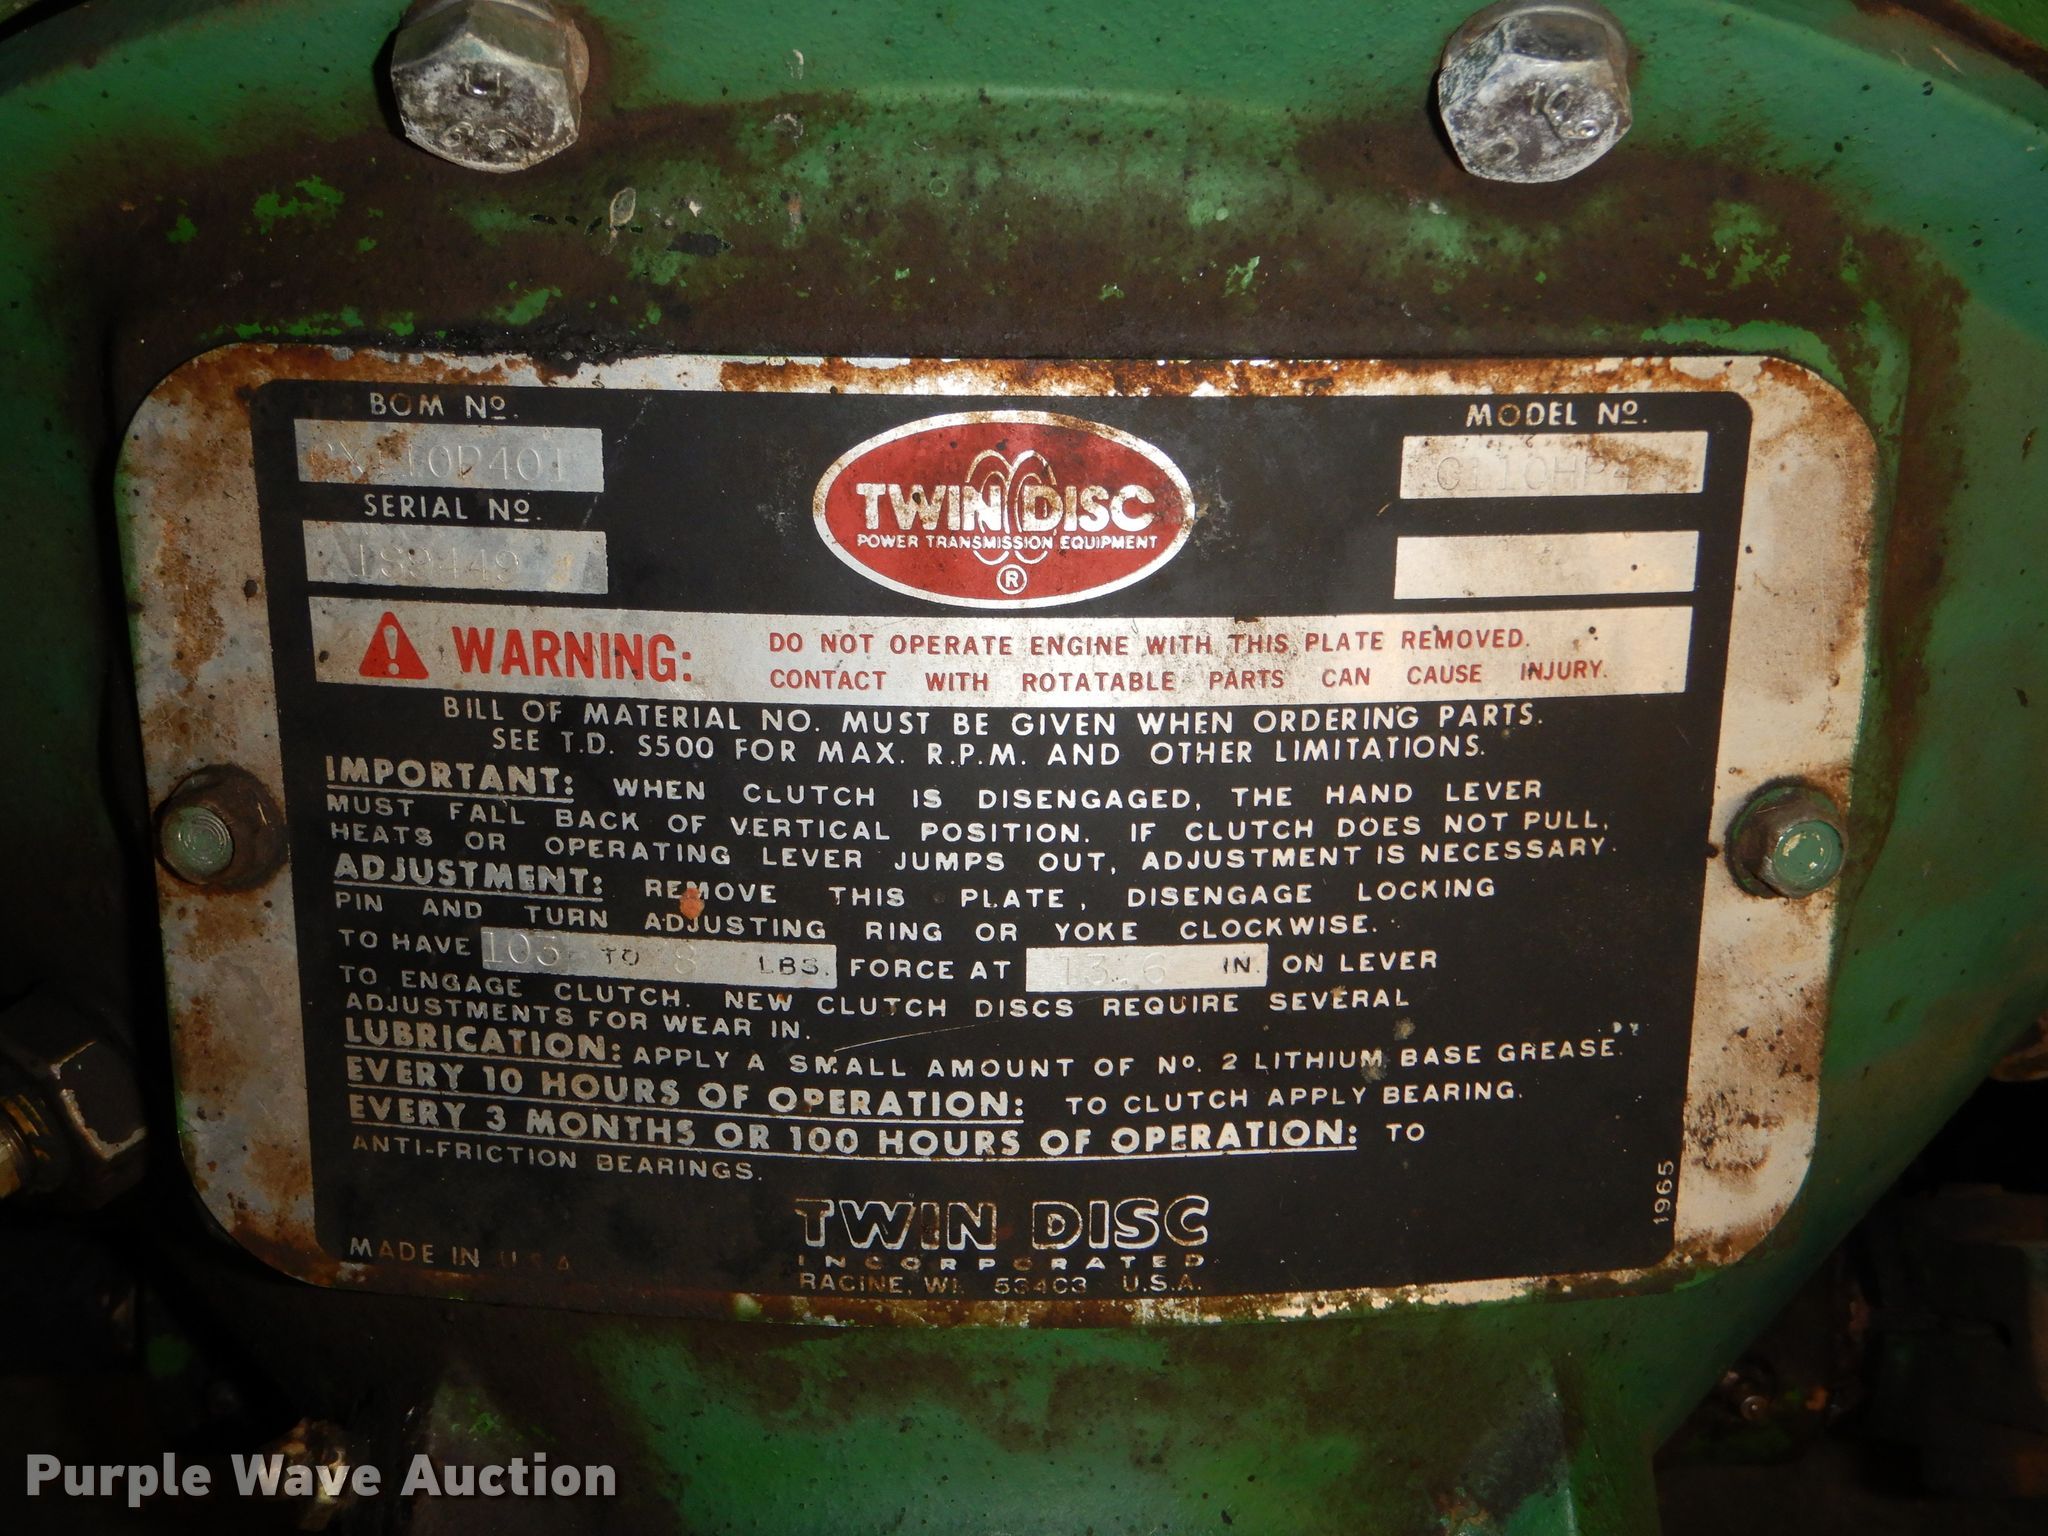 BOM Nº.
MODEL Nº.
TWIN DISC
POWER TRANSMISSION EQUIPMENT
®
SERIAL Nº.
WARNING: DO NOT OPERATE ENGINE WITH THIS PLATE REMOVED.
CONTACT WITH ROTATABLE PARTS CAN CAUSE INJURY.
BILL OF MATERIAL NO. MUST BE GIVEN WHEN ORDERING PARTS.
SEE T.D. S500 FOR MAX. R.P.M. AND OTHER LIMITATIONS.
IMPORTANT: WHEN CLUTCH IS DISENGAGED, THE HAND LEVER
MUST FALL BACK OF VERTICAL POSITION. IF CLUTCH DOES NOT PULL,
HEATS OR OPERATING LEVER JUMPS OUT, ADJUSTMENT IS NECESSARY.
ADJUSTMENT: REMOVE THIS PLATE, DISENGAGE LOCKING
PIN AND TURN ADJUSTING RING OR YOKE CLOCKWISE.
TO HAVE TO LBS. FORCE AT 13.6 IN. ON LEVER
TO ENGAGE CLUTCH. NEW CLUTCH DISCS REQUIRE SEVERAL
ADJUSTMENTS FOR WEAR IN.
LUBRICATION: APPLY A SMALL AMOUNT OF Nº. 2 LITHIUM BASE GREASE.
EVERY 10 HOURS OF OPERATION: TO CLUTCH APPLY BEARING.
EVERY 3 MONTHS OR 100 HOURS OF OPERATION: TO
ANTI-FRICTION BEARINGS.
1965
TWIN DISC
INCORPORATED
MADE IN U.S.A.
RACINE, WI. 53403 U.S.A.
Purple Wave Auction